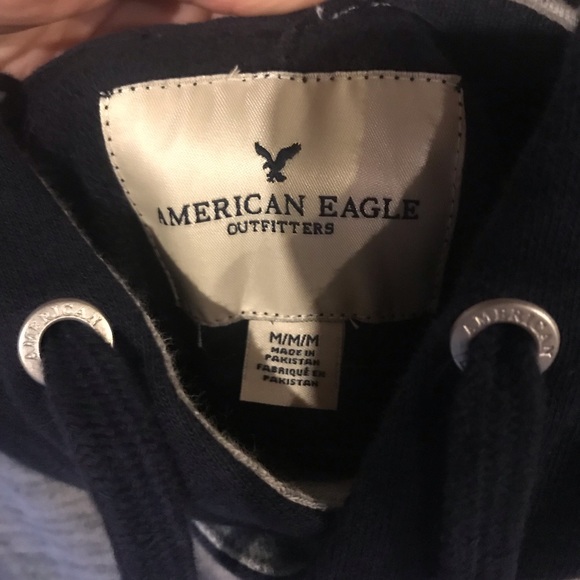 AMERICAN EAGLE
OUTFITTERS
AMERICAN
AMERICAN
M/M/M
MADE IN
PAKISTAN
FABRIQUÉ EN
PAKISTAN